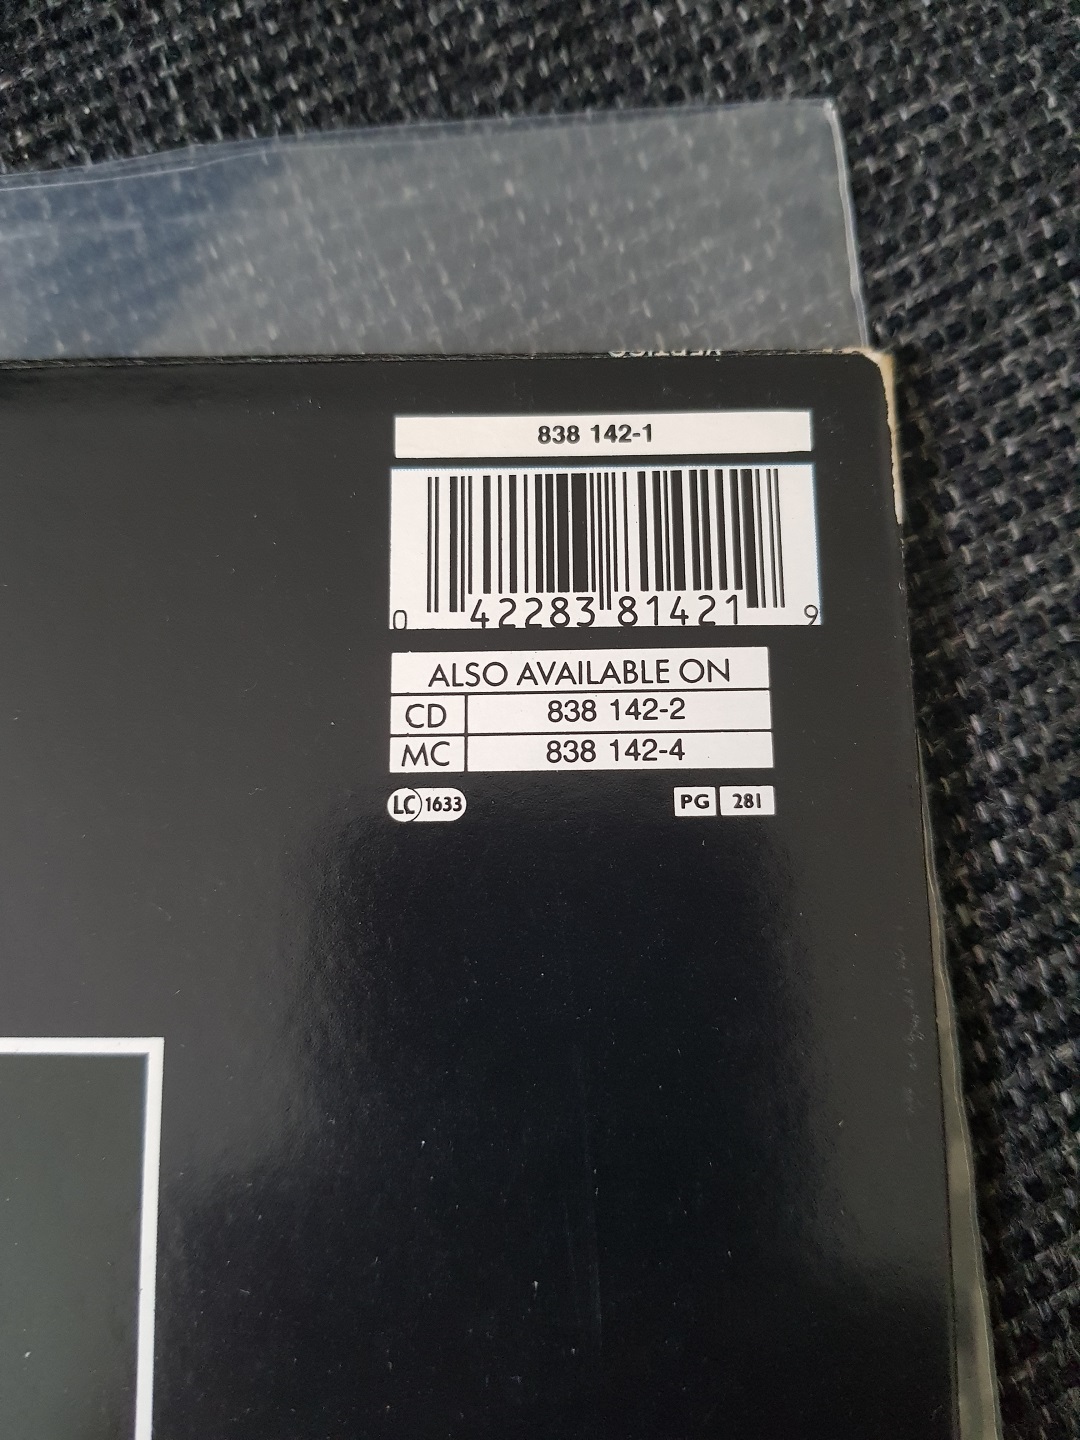 VERTIGO
838 142-1
0 42283 81421 9
ALSO AVAILABLE ON
CD 838 142-2
MC 838 142-4
LC 1633
PG 281